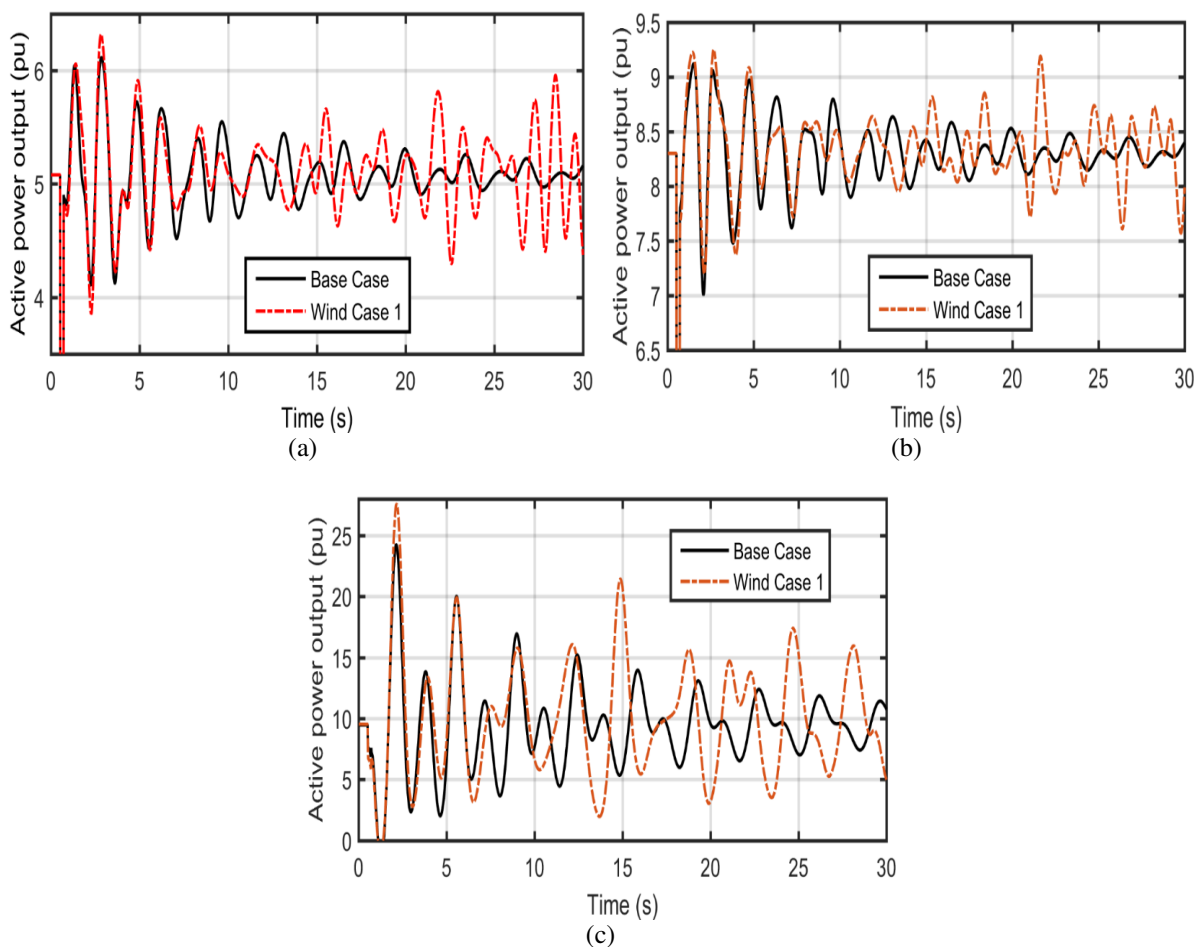 Active power output (pu)
6
5
4
0 5 10 15 20 25 30
Base Case
Wind Case 1
Time (s)
(a)
Active power output (pu)
9.5
9
8.5
8
7.5
7
6.5
0 5 10 15 20 25 30
Base Case
Wind Case 1
Time (s)
(b)
Active power output (pu)
25
20
15
10
5
0
0 5 10 15 20 25 30
Base Case
Wind Case 1
Time (s)
(c)